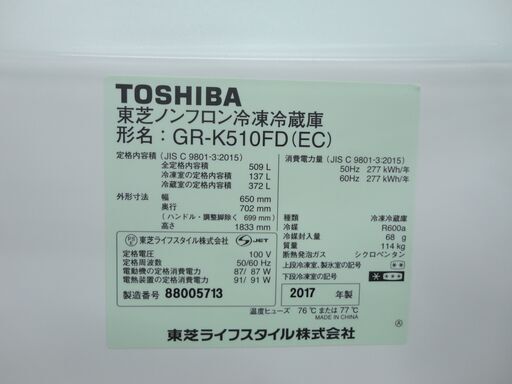 TOSHIBA
東芝ノンフロン冷凍冷蔵庫
形名：GR-K510FD(EC)
定格内容積（JIS C 9801-3:2015）
全定格内容積 509 L
冷凍室の定格内容積 137 L
冷蔵室の定格内容積 372 L
外形寸法 幅 650 mm
奥行 702 mm
（ハンドル・調整脚除く 699 mm）
高さ 1833 mm
消費電力量（JIS C 9801-3:2015）
50Hz 277 kWh/年
60Hz 277 kWh/年
種類 冷凍冷蔵庫
冷媒 R600a
冷媒封入量 68 g
質量 114 kg
断熱発泡ガス シクロペンタン
上段冷凍室、製氷室の記号 **
下段冷凍室の記号 ****
東芝ライフスタイル株式会社 JET
定格電圧 100 V
定格周波数 50/60 Hz
電動機の定格消費電力 87/ 87 W
電熱装置の定格消費電力 91/ 91 W
製造番号 88005713
2017 年製
温度ヒューズ 76℃ または 77℃
MADE IN CHINA
東芝ライフスタイル株式会社
Ⓐ